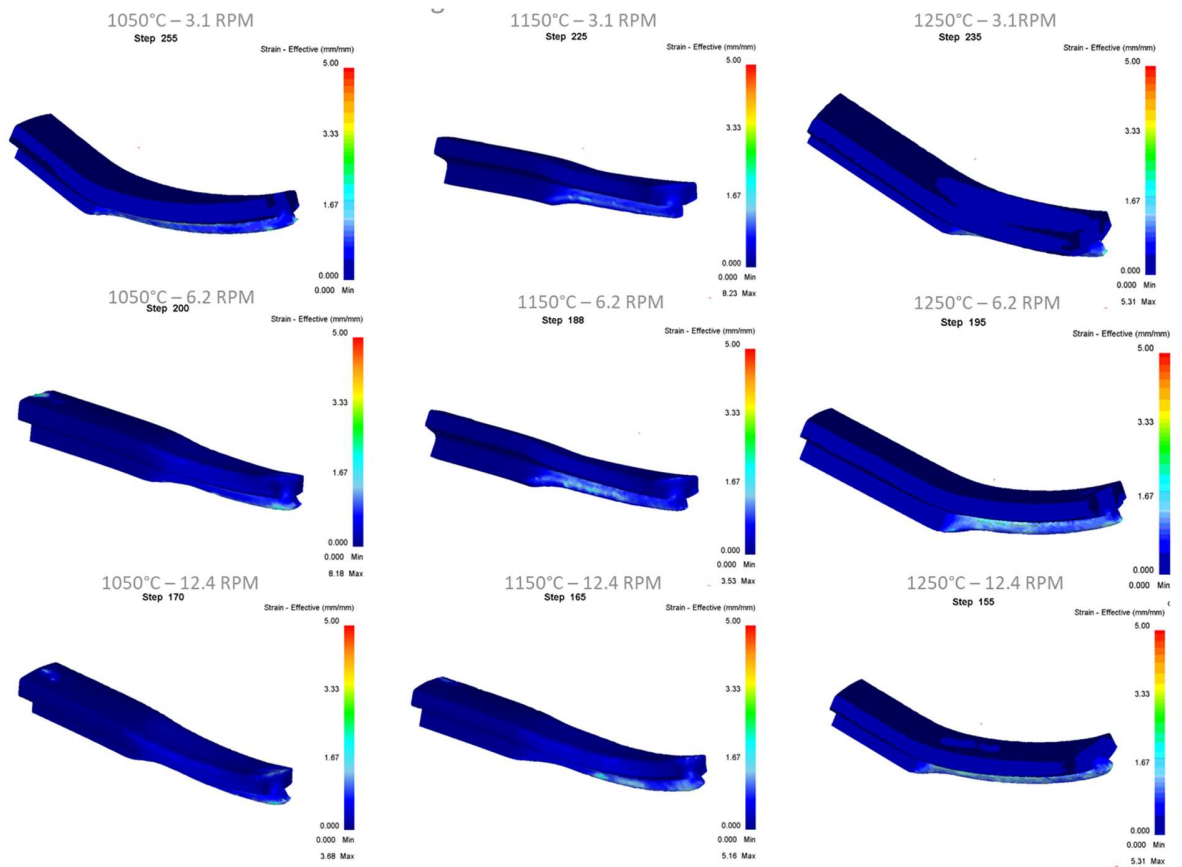 1050°C – 3.1 RPM
Step 255
Strain - Effective (mm/mm)
5.00
3.33
1.67
0.000
0.000 Min
1150°C – 3.1 RPM
Step 225
Strain - Effective (mm/mm)
5.00
3.33
1.67
0.000
0.000 Min
8.23 Max
1250°C – 3.1RPM
Step 235
Strain - Effective (mm/mm)
5.00
3.33
1.67
0.000
0.000 Min
5.31 Max
1050°C – 6.2 RPM
Step 200
Strain - Effective (mm/mm)
5.00
3.33
1.67
0.000
0.000 Min
8.18 Max
1150°C – 6.2 RPM
Step 188
Strain - Effective (mm/mm)
5.00
3.33
1.67
0.000
0.000 Min
3.53 Max
1250°C – 6.2 RPM
Step 195
Strain - Effective (mm/mm)
5.00
3.33
1.67
0.000
0.000 Min
1050°C – 12.4 RPM
Step 170
Strain - Effective (mm/mm)
5.00
3.33
1.67
0.000
0.000 Min
3.68 Max
1150°C – 12.4 RPM
Step 165
Strain - Effective (mm/mm)
5.00
3.33
1.67
0.000
0.000 Min
5.16 Max
1250°C – 12.4 RPM
Step 155
Strain - Effective (mm/mm)
5.00
3.33
1.67
0.000
0.000 Min
5.31 Max